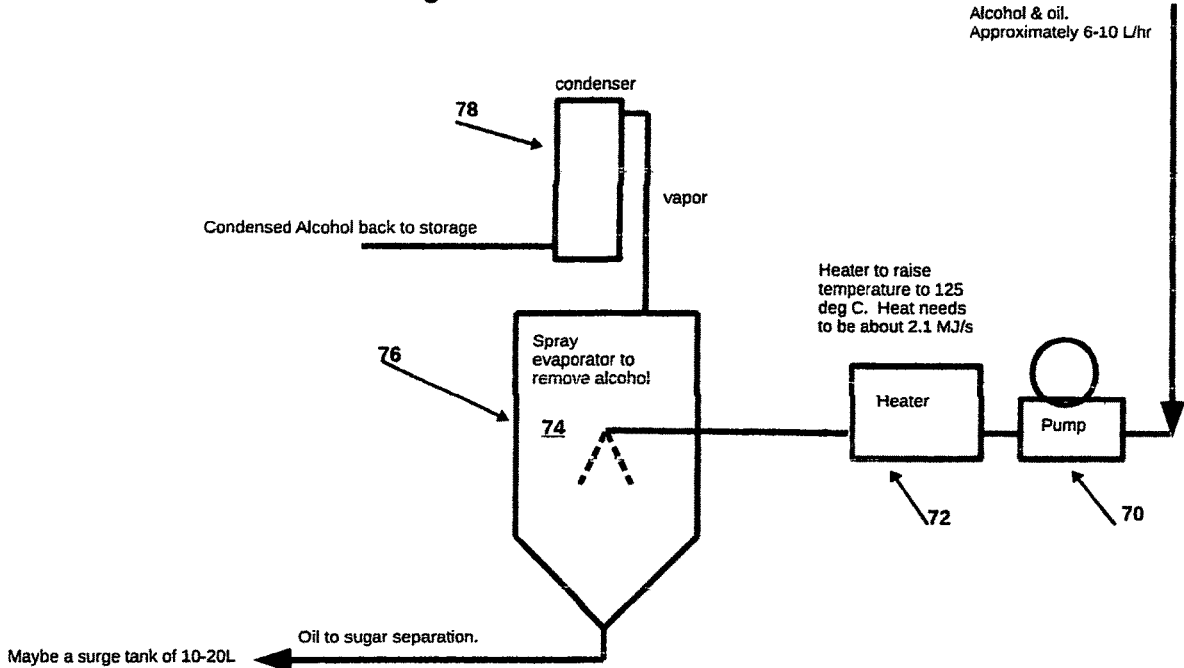 Alcohol & oil.
Approximately 6-10 L/hr
condenser
78
vapor
Condensed Alcohol back to storage
Heater to raise
temperature to 125
deg C. Heat needs
to be about 2.1 MJ/s
76
Spray
evaporator to
remove alcohol
74
Heater
Pump
72
70
Oil to sugar separation.
Maybe a surge tank of 10-20L